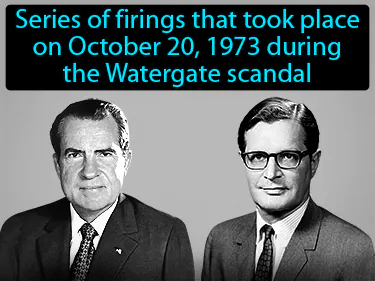 Series of firings that took place
on October 20, 1973 during
the Watergate scandal